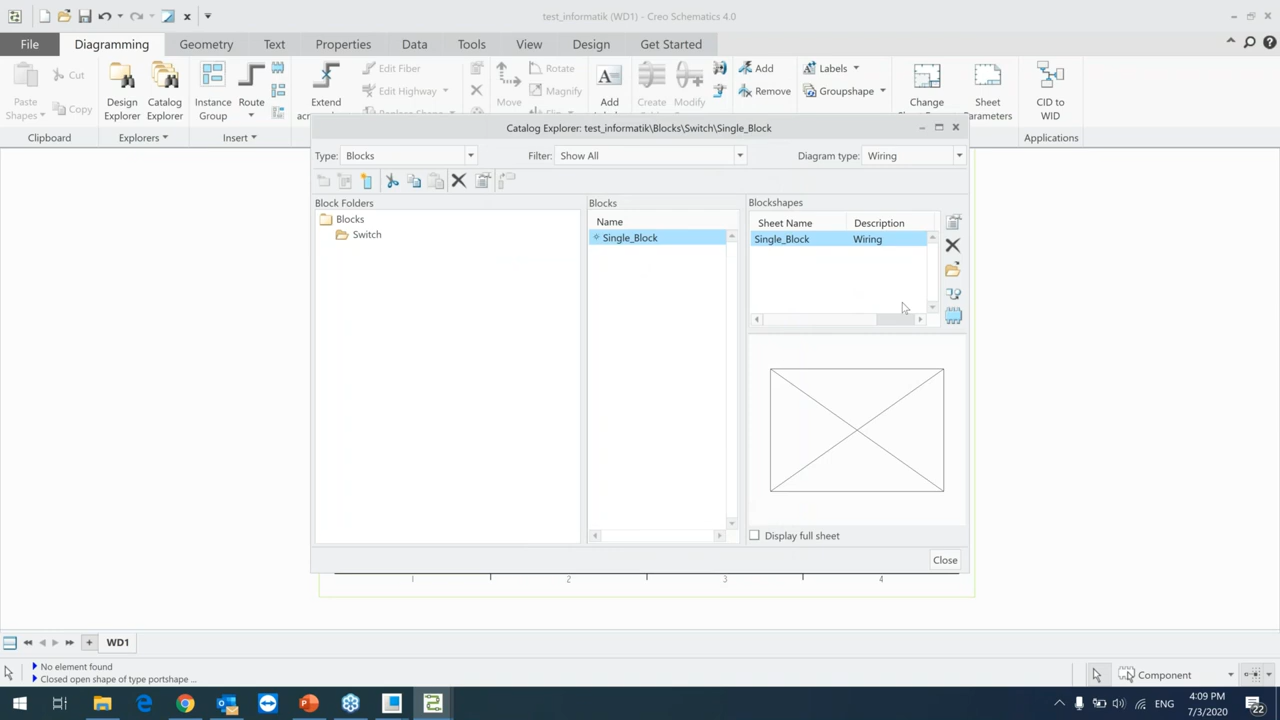 test_informatik (WD1) - Creo Schematics 4.0
File Diagramming Geometry Text Properties Data Tools View Design Get Started
Paste Shapes Cut Copy Design Explorer Catalog Explorer Instance Group Route Extend Edit Fiber Edit Highway Move Rotate Magnify Add Create Modify Add Remove Labels Groupshape Change Sheet Parameters CID to WID
Clipboard Explorers Insert Applications
Catalog Explorer: test_informatik\Blocks\Switch\Single_Block
Type: Blocks Filter: Show All Diagram type: Wiring
Block Folders Blocks Blockshapes
Blocks Name Sheet Name Description
Switch Single_Block Single_Block Wiring
Display full sheet
Close
1 2 3 4
WD1
No element found
Closed open shape of type portshape ...
Component
4:09 PM
ENG
7/3/2020
22